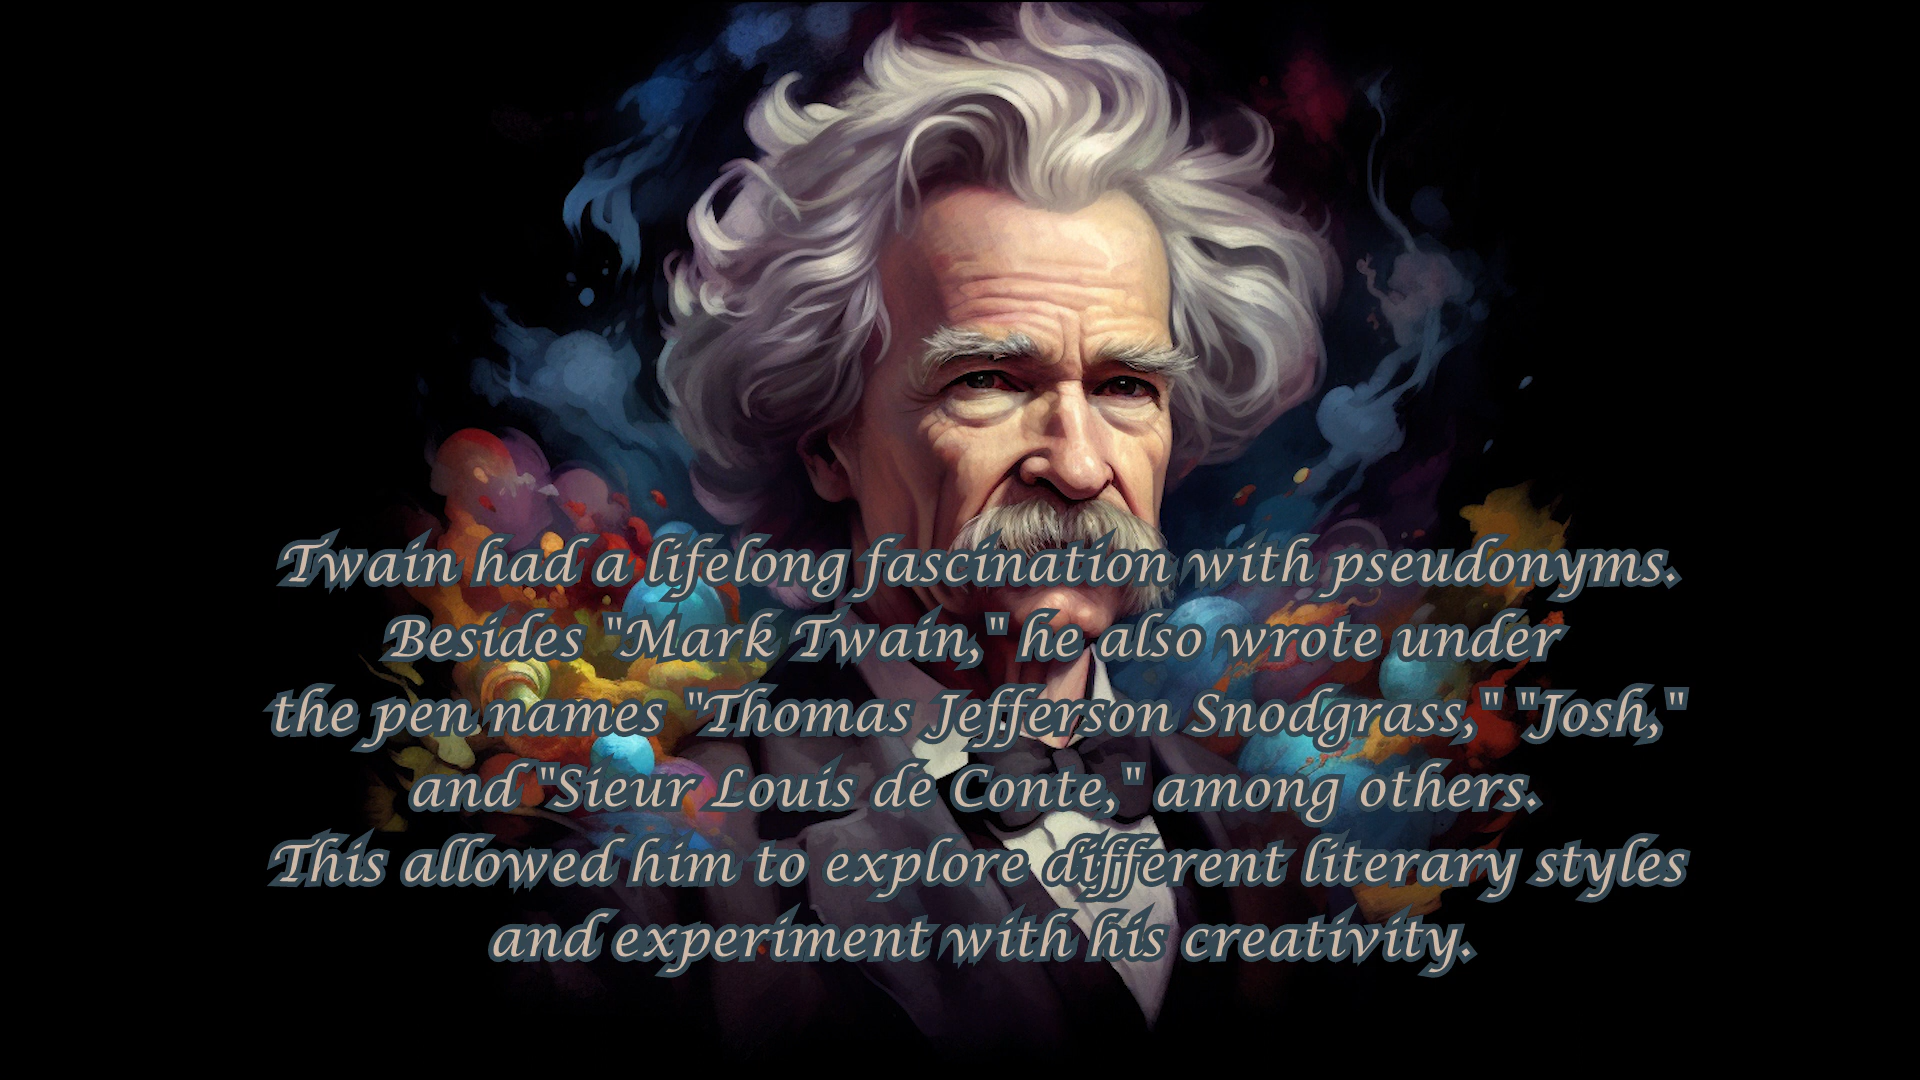 Twain had a lifelong fascination with pseudonyms.
Besides "Mark Twain," he also wrote under
the pen names "Thomas Jefferson Snodgrass," "Josh,"
and "Sieur Louis de Conte," among others.
This allowed him to explore different literary styles
and experiment with his creativity.